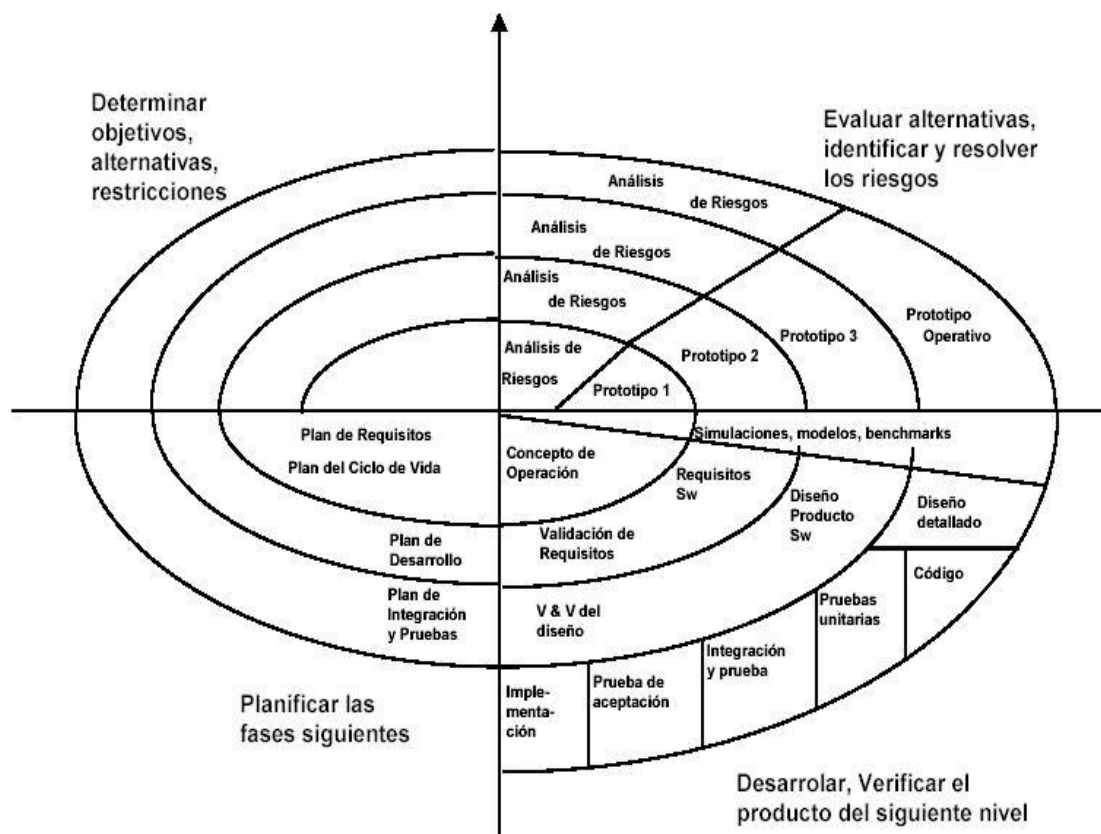 Determinar
objetivos,
alternativas,
restricciones
Evaluar alternativas,
identificar y resolver
los riesgos
Análisis
de Riesgos
Análisis
de Riesgos
Análisis
de Riesgos
Análisis de
Riesgos
Prototipo 1
Prototipo 2
Prototipo 3
Prototipo
Operativo
Simulaciones, modelos, benchmarks
Plan de Requisitos
Plan del Ciclo de Vida
Concepto de
Operación
Requisitos
Sw
Diseño
Producto
Sw
Diseño
detallado
Plan de
Desarrollo
Validación de
Requisitos
Código
Plan de
Integración
y Pruebas
V & V del
diseño
Pruebas
unitarias
Integración
y prueba
Prueba de
aceptación
Imple-
menta-
ción
Planificar las
fases siguientes
Desarrolar, Verificar el
producto del siguiente nivel